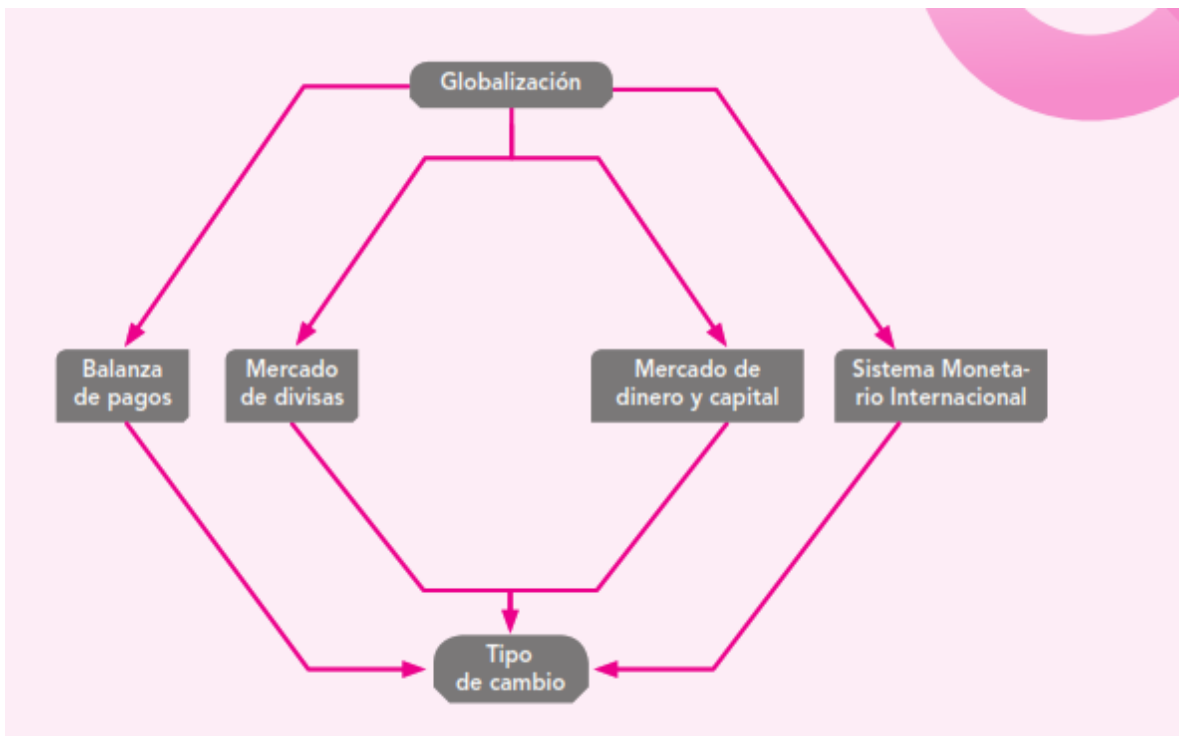 Globalización
Balanza
de pagos
Mercado
de divisas
Mercado de
dinero y capital
Sistema Moneta-
rio Internacional
Tipo
de cambio